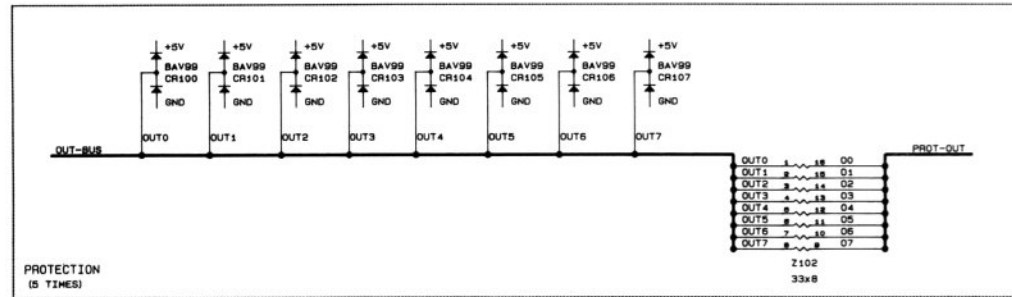 +5V +5V +5V +5V +5V +5V +5V +5V
BAV99 BAV99 BAV99 BAV99 BAV99 BAV99 BAV99 BAV99
CR100 CR101 CR102 CR103 CR104 CR105 CR106 CR107
GND GND GND GND GND GND GND GND
OUT0 OUT1 OUT2 OUT3 OUT4 OUT5 OUT6 OUT7
OUT-BUS PROT-OUT
OUT0 1 16 O0
OUT1 2 15 O1
OUT2 3 14 O2
OUT3 4 13 O3
OUT4 5 12 O4
OUT5 6 11 O5
OUT6 7 10 O6
OUT7 8 9 O7
Z102
33x8
PROTECTION
(5 TIMES)